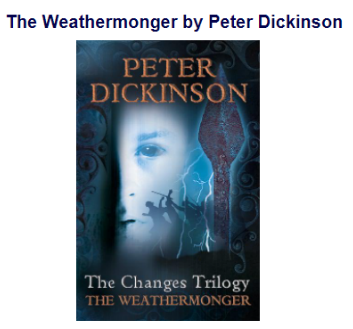 The Weathermonger by Peter Dickinson
PETER
DICKINSON
The Changes Trilogy
THE WEATHERMONGER